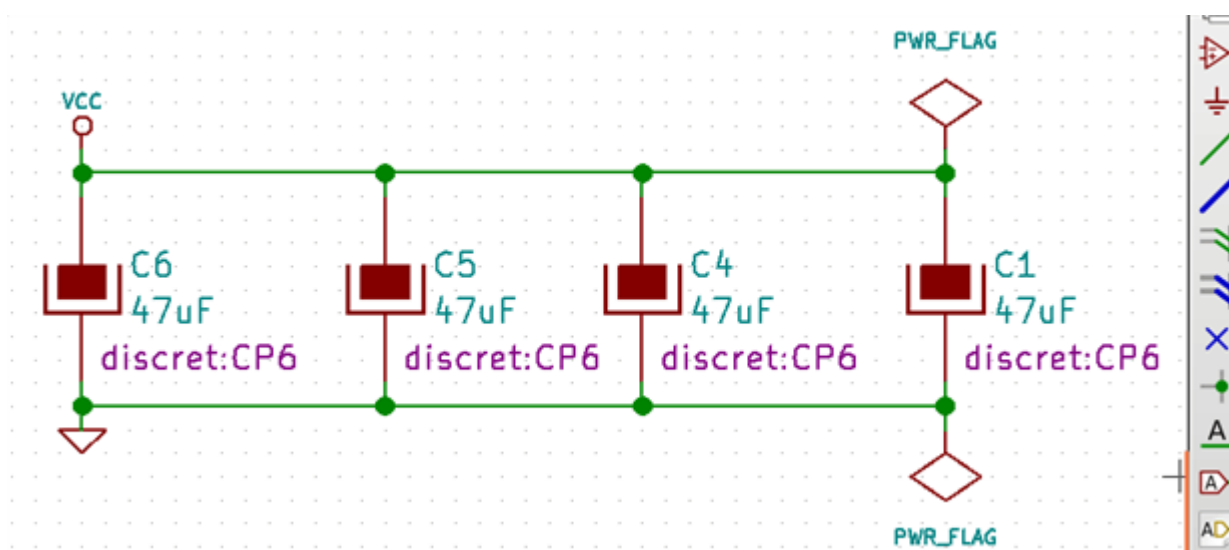 PWR_FLAG
VCC
C6
47uF
discret:CP6
C5
47uF
discret:CP6
C4
47uF
discret:CP6
C1
47uF
discret:CP6
PWR_FLAG
A
A
A